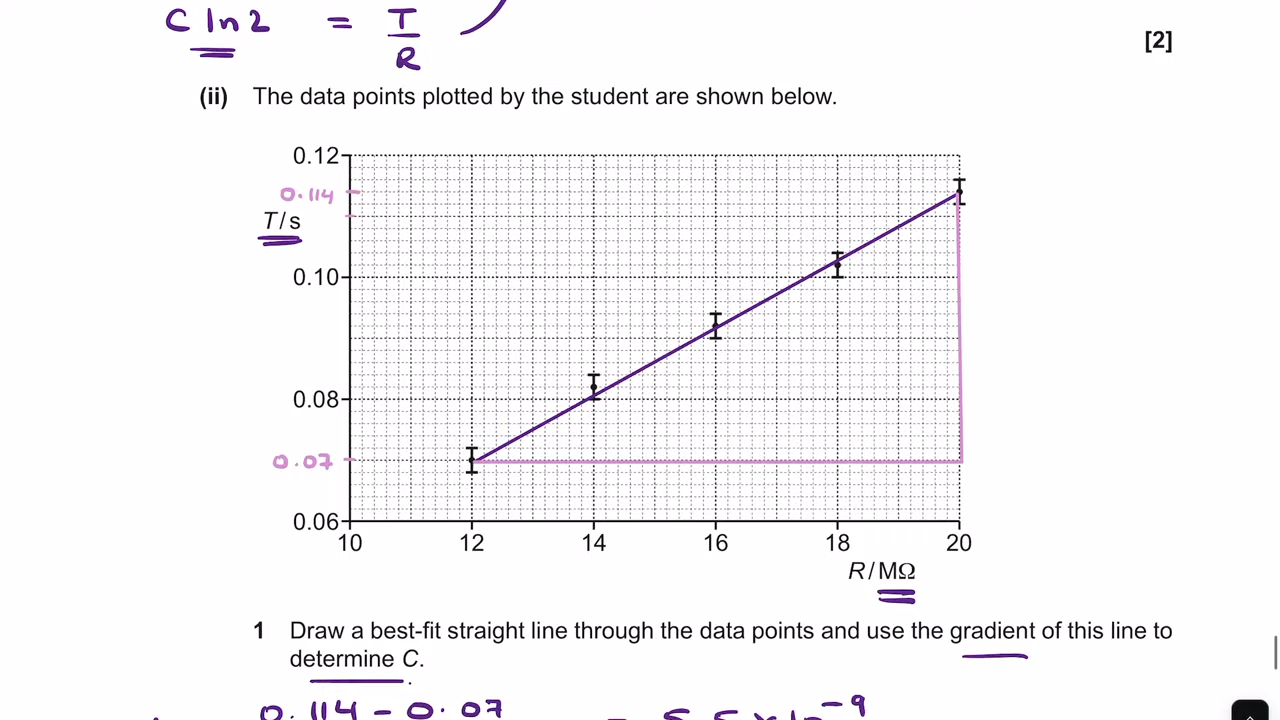 C ln 2 = T/R
[2]
(ii) The data points plotted by the student are shown below.
0.12
0.114
T/s
0.10
0.08
0.07
0.06
10 12 14 16 18 20
R/MΩ
1 Draw a best-fit straight line through the data points and use the gradient of this line to
determine C.
0.114 - 0.07 = 5.5 × 10⁻⁹